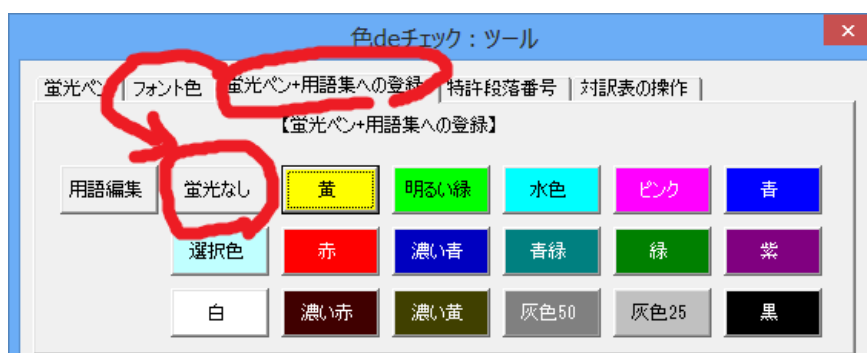 色deチェック：ツール
蛍光ペン フォント色 蛍光ペン+用語集への登録 特許段落番号 対訳表の操作
【蛍光ペン+用語集への登録】
用語編集 蛍光なし 黄 明るい緑 水色 ピンク 青
選択色 赤 濃い青 青緑 緑 紫
白 濃い赤 濃い黄 灰色50 灰色25 黒